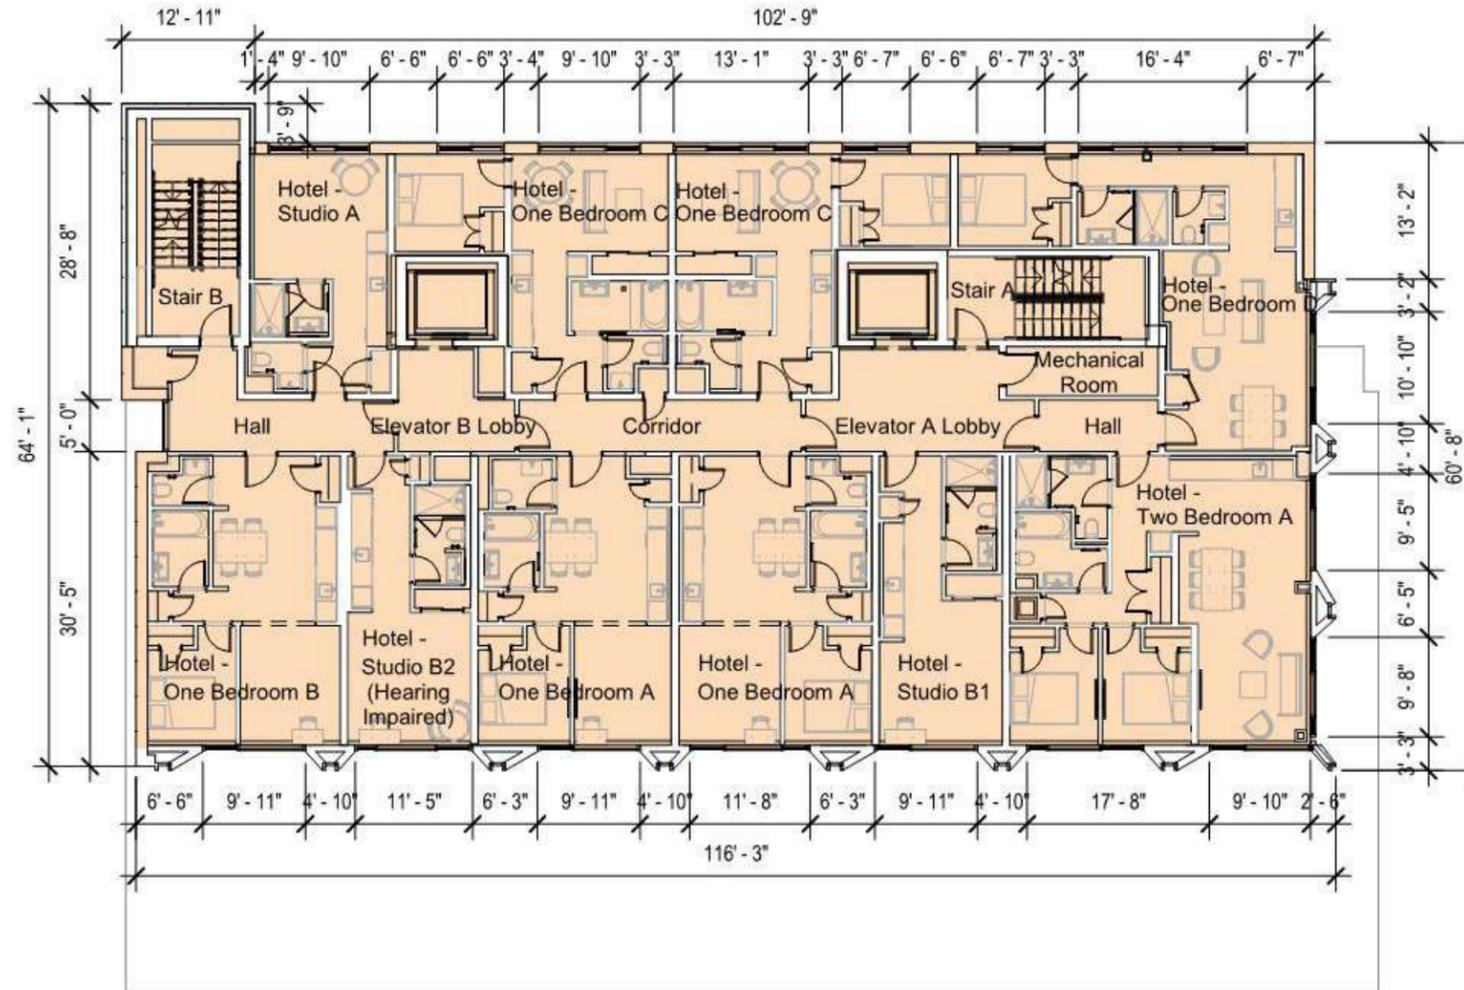 12' - 11"
102' - 9"
1' - 4"
9' - 10"
6' - 6"
6' - 6"
3' - 4"
9' - 10"
3' - 3"
13' - 1"
3' - 3"
6' - 7"
6' - 6"
6' - 7"
3' - 3"
16' - 4"
6' - 7"
3' - 9"
64' - 1"
28' - 8"
5' - 0"
30' - 5"
Stair B
Hotel -
Studio A
Hotel -
One Bedroom C
Hotel -
One Bedroom C
Stair A
Hotel -
One Bedroom
Mechanical
Room
Hall
Elevator B Lobby
Corridor
Elevator A Lobby
Hall
Hotel -
One Bedroom B
Hotel -
Studio B2
(Hearing
Impaired)
Hotel -
One Bedroom A
Hotel -
One Bedroom A
Hotel -
Studio B1
Hotel -
Two Bedroom A
13' - 2"
3' - 2"
10' - 10"
4' - 10"
9' - 5"
6' - 5"
9' - 8"
3' - 3"
60' - 8"
6' - 6"
9' - 11"
4' - 10"
11' - 5"
6' - 3"
9' - 11"
4' - 10"
11' - 8"
6' - 3"
9' - 11"
4' - 10"
17' - 8"
9' - 10"
2' - 6"
116' - 3"